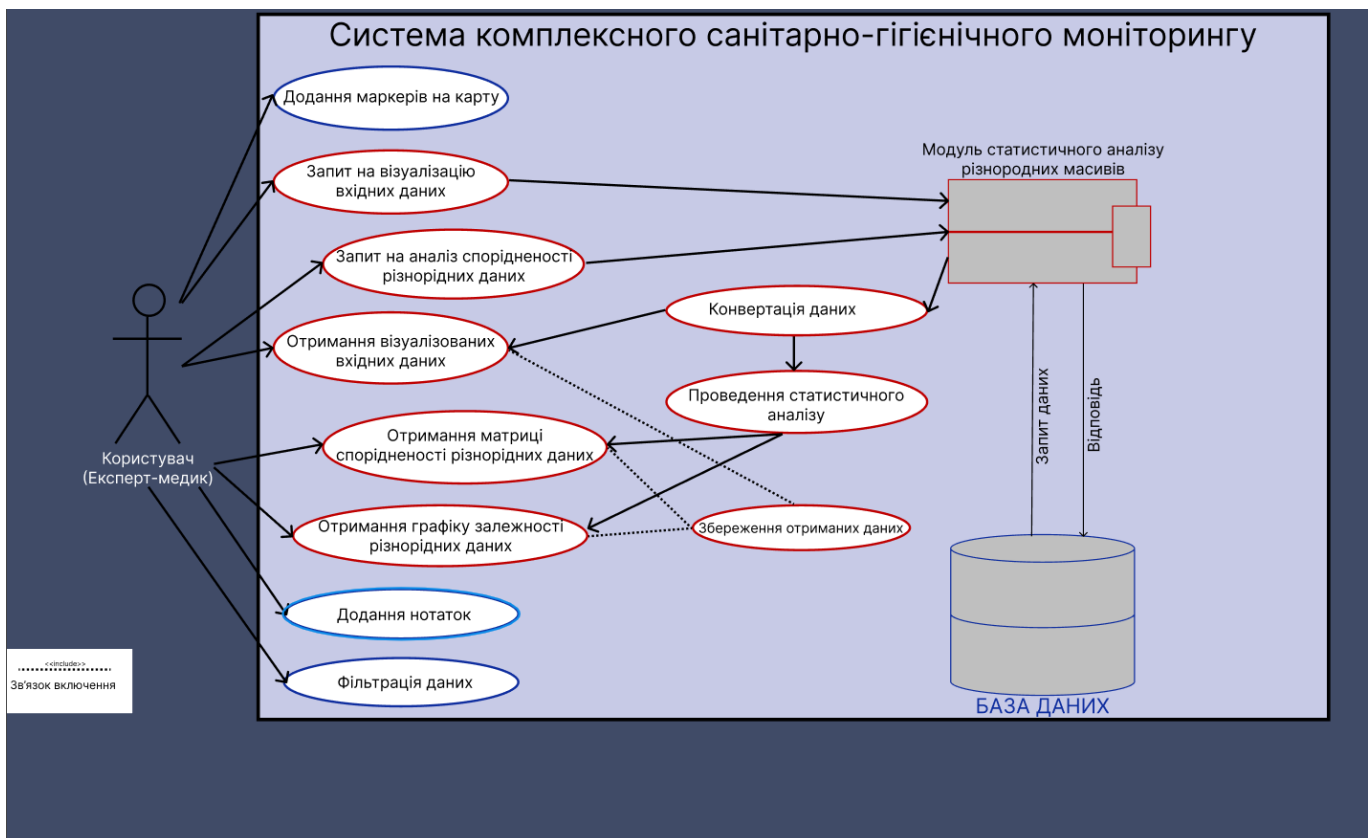 Система комплексного санітарно-гігієнічного моніторингу
Додання маркерів на карту
Модуль статистичного аналізу
різнородних масивів
Запит на візуалізацію
вхідних даних
Запит на аналіз спорідненості
різнорідних даних
Конвертація даних
Отримання візуалізованих
вхідних даних
Проведення статистичного
аналізу
Запит даних
Відповідь
Отримання матриці
спорідненості різнорідних даних
Користувач
(Експерт-медик)
Отримання графіку залежності
різнорідних даних
Збереження отриманих даних
Додання нотаток
<<include>>
Зв'язок включення
Фільтрація даних
БАЗА ДАНИХ